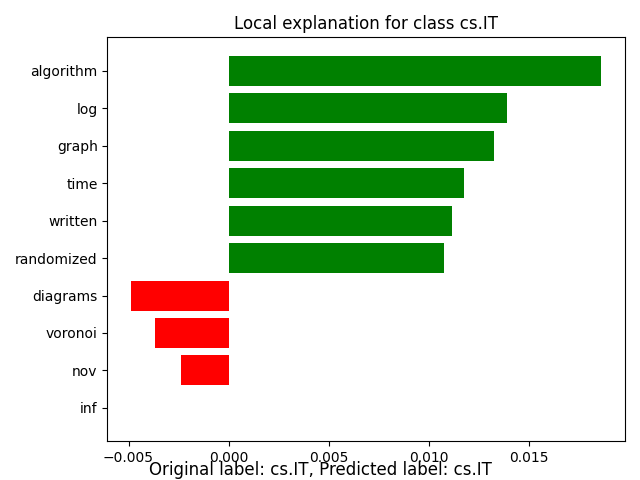 Local explanation for class cs.IT
algorithm
log
graph
time
written
randomized
diagrams
voronoi
nov
inf
−0.005 0.000 0.005 0.010 0.015
Original label: cs.IT, Predicted label: cs.IT